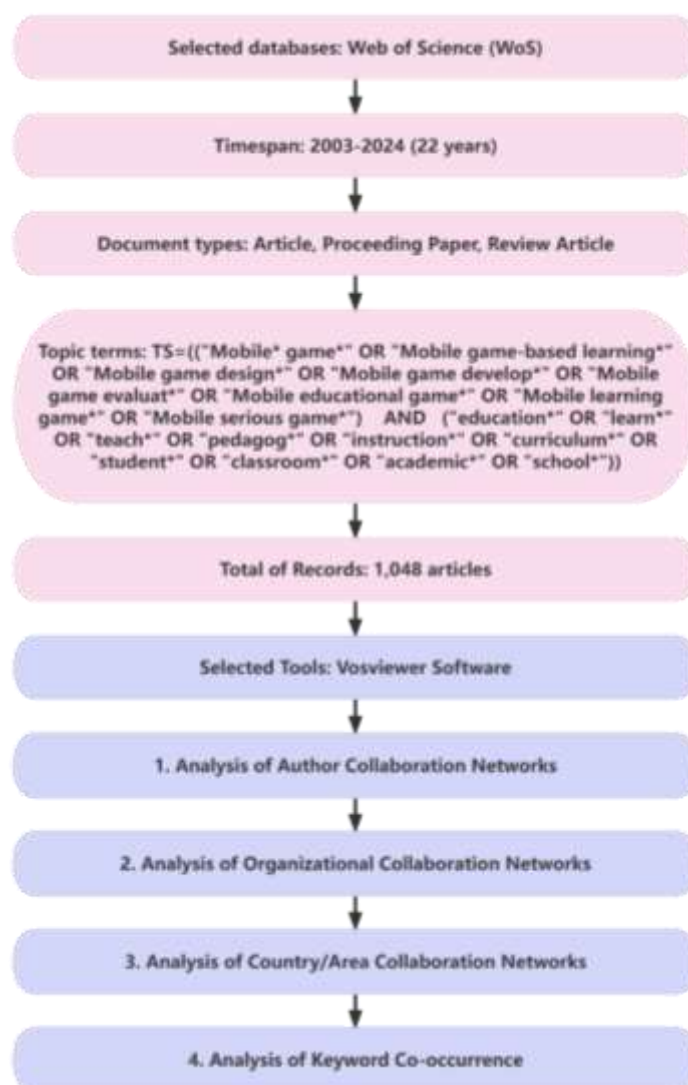 Selected databases: Web of Science (WoS)
Timespan: 2003-2024 (22 years)
Document types: Article, Proceeding Paper, Review Article
Topic terms: TS=(("Mobile* game*" OR "Mobile game-based learning*"
OR "Mobile game design*" OR "Mobile game develop*" OR "Mobile
game evaluat*" OR "Mobile educational game*" OR "Mobile learning
game*" OR "Mobile serious game*") AND ("education*" OR "learn*"
OR "teach*" OR "pedagog*" OR "instruction*" OR "curriculum*" OR
"student*" OR "classroom*" OR "academic*" OR "school*"))
Total of Records: 1,048 articles
Selected Tools: Vosviewer Software
1. Analysis of Author Collaboration Networks
2. Analysis of Organizational Collaboration Networks
3. Analysis of Country/Area Collaboration Networks
4. Analysis of Keyword Co-occurrence